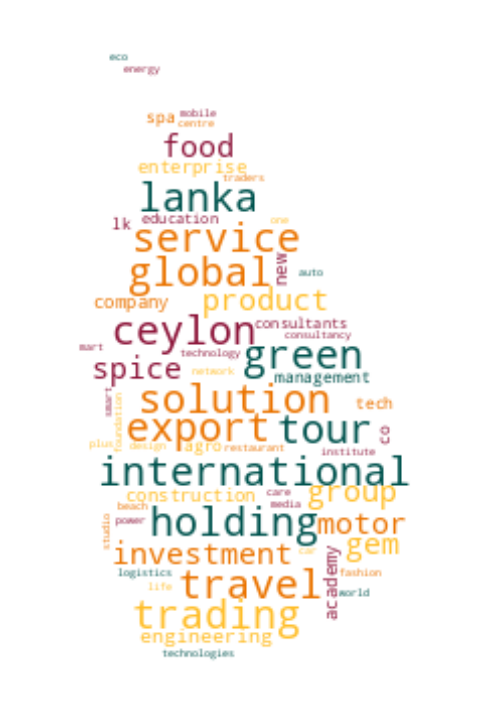 eco
energy
spa mobile
centre
food
enterprise
traders
lanka
lk education one
service
global new auto
company product
ceylon consultants
consultancy
mart technology green
spice network management
smart solution tech
foundation export tour co
plus design agro restaurant institute
international
construction care group
beach media
power holding motor
studio investment car gem
logistics travel academy fashion
life world
trading
engineering
technologies